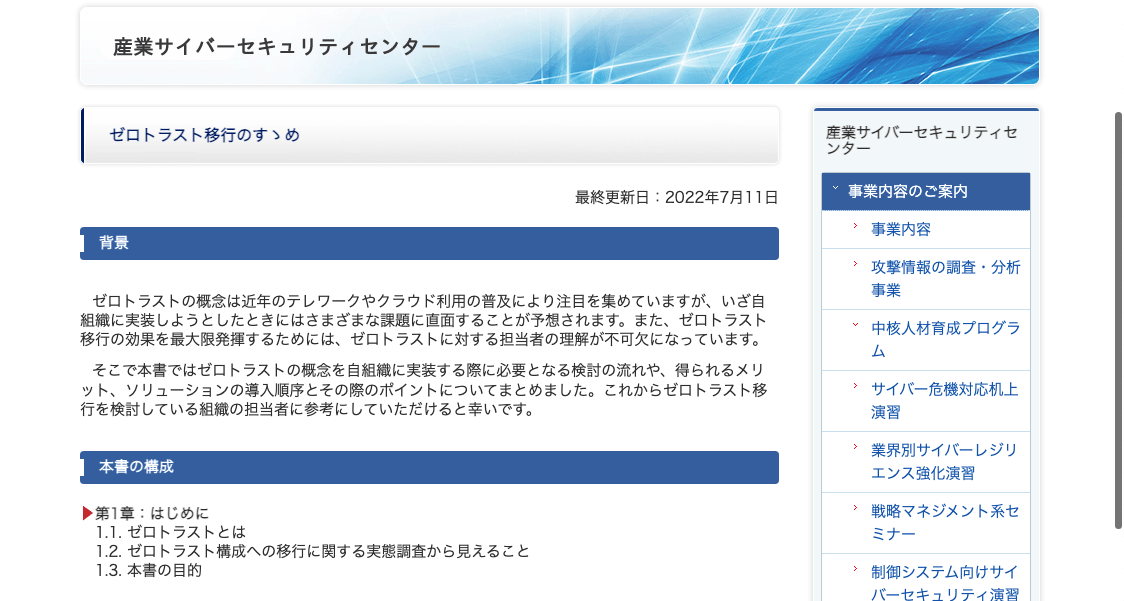 産業サイバーセキュリティセンター
ゼロトラスト移行のすゝめ
最終更新日：2022年7月11日
背景
ゼロトラストの概念は近年のテレワークやクラウド利用の普及により注目を集めていますが、いざ自
組織に実装しようとしたときにはさまざまな課題に直面することが予想されます。また、ゼロトラスト
移行の効果を最大限発揮するためには、ゼロトラストに対する担当者の理解が不可欠になっています。
そこで本書ではゼロトラストの概念を自組織に実装する際に必要となる検討の流れや、得られるメリ
ット、ソリューションの導入順序とその際のポイントについてまとめました。これからゼロトラスト移
行を検討している組織の担当者に参考にしていただけると幸いです。
本書の構成
第1章：はじめに
1.1. ゼロトラストとは
1.2. ゼロトラスト構成への移行に関する実態調査から見えること
1.3. 本書の目的
産業サイバーセキュリティセ
ンター
事業内容のご案内
事業内容
攻撃情報の調査・分析
事業
中核人材育成プログラ
ム
サイバー危機対応机上
演習
業界別サイバーレジリ
エンス強化演習
戦略マネジメント系セ
ミナー
制御システム向けサイ
バーセキュリティ演習